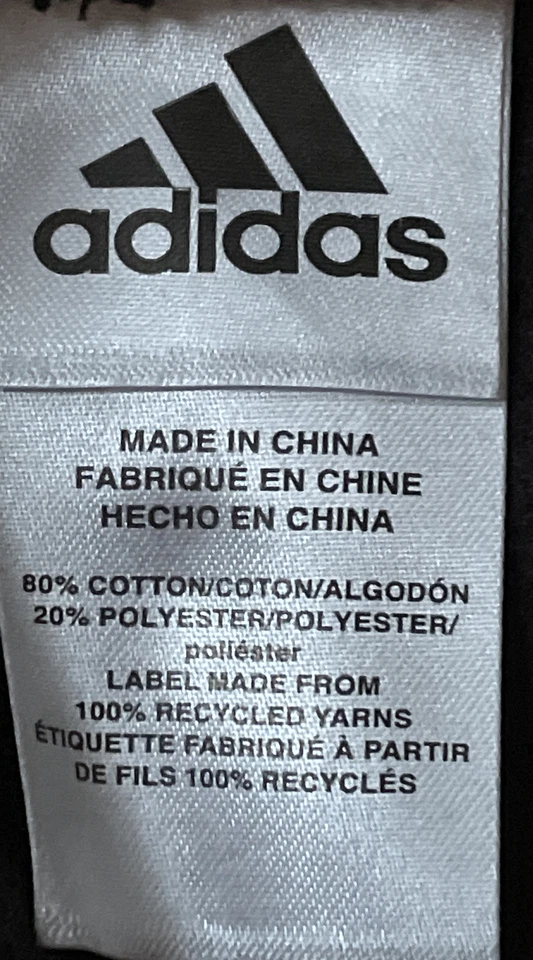 adidas
MADE IN CHINA
FABRIQUÉ EN CHINE
HECHO EN CHINA
80% COTTON/COTON/ALGODÓN
20% POLYESTER/POLYESTER/
poliéster
LABEL MADE FROM
100% RECYCLED YARNS
ÉTIQUETTE FABRIQUÉ À PARTIR
DE FILS 100% RECYCLÉS